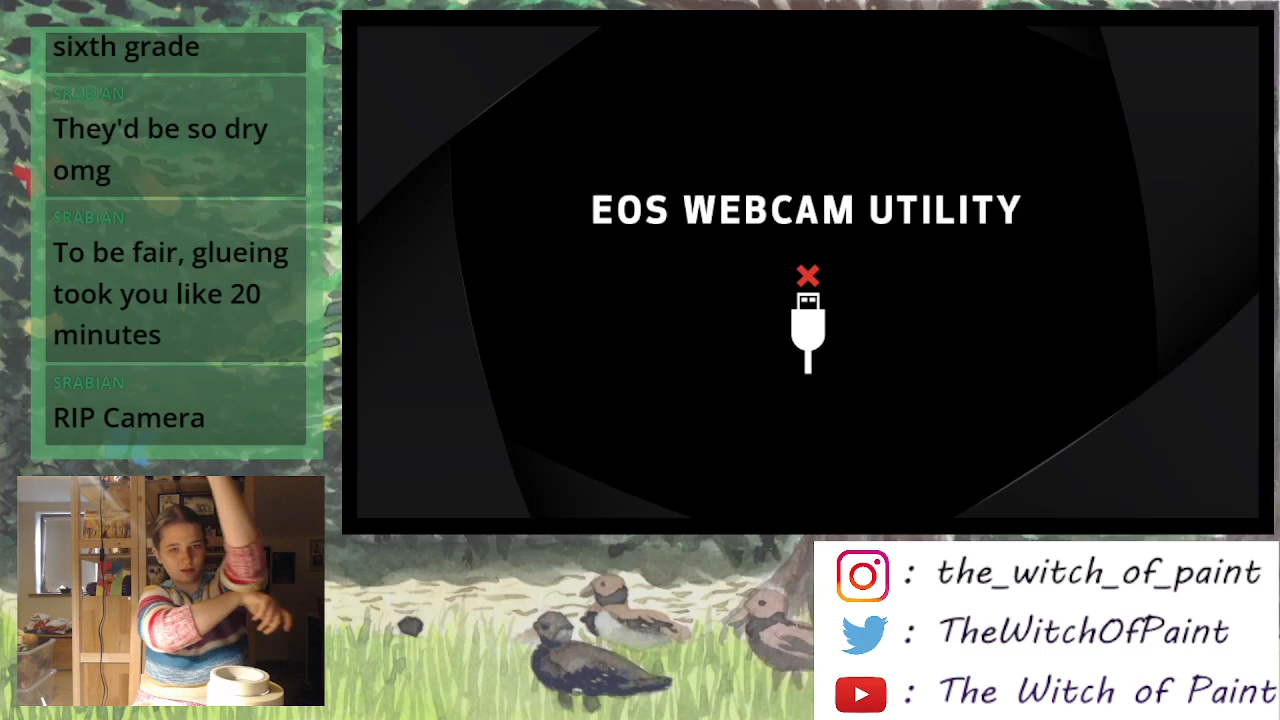 sixth grade
SRABIAN
They'd be so dry
omg
SRABIAN
To be fair, glueing
took you like 20
minutes
SRABIAN
RIP Camera
EOS WEBCAM UTILITY
: the_witch_of_paint
: TheWitchOfPaint
: The Witch of Paint